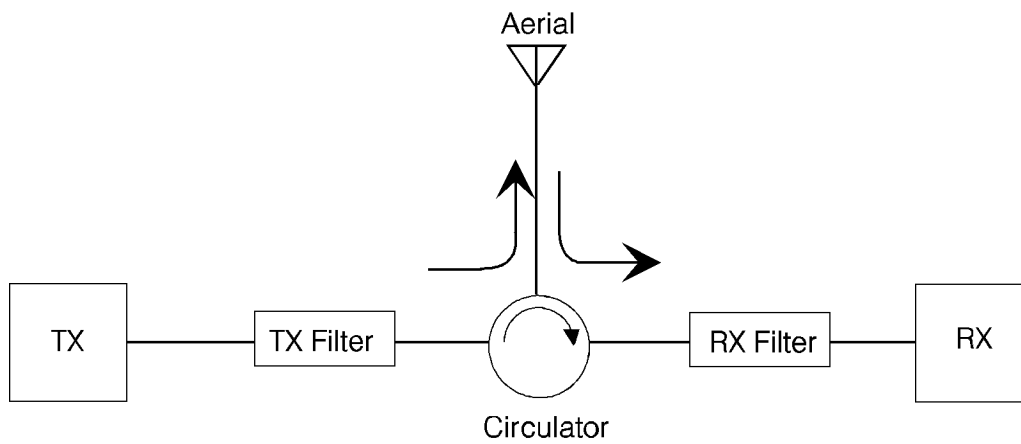 Aerial
TX
TX Filter
RX Filter
RX
Circulator